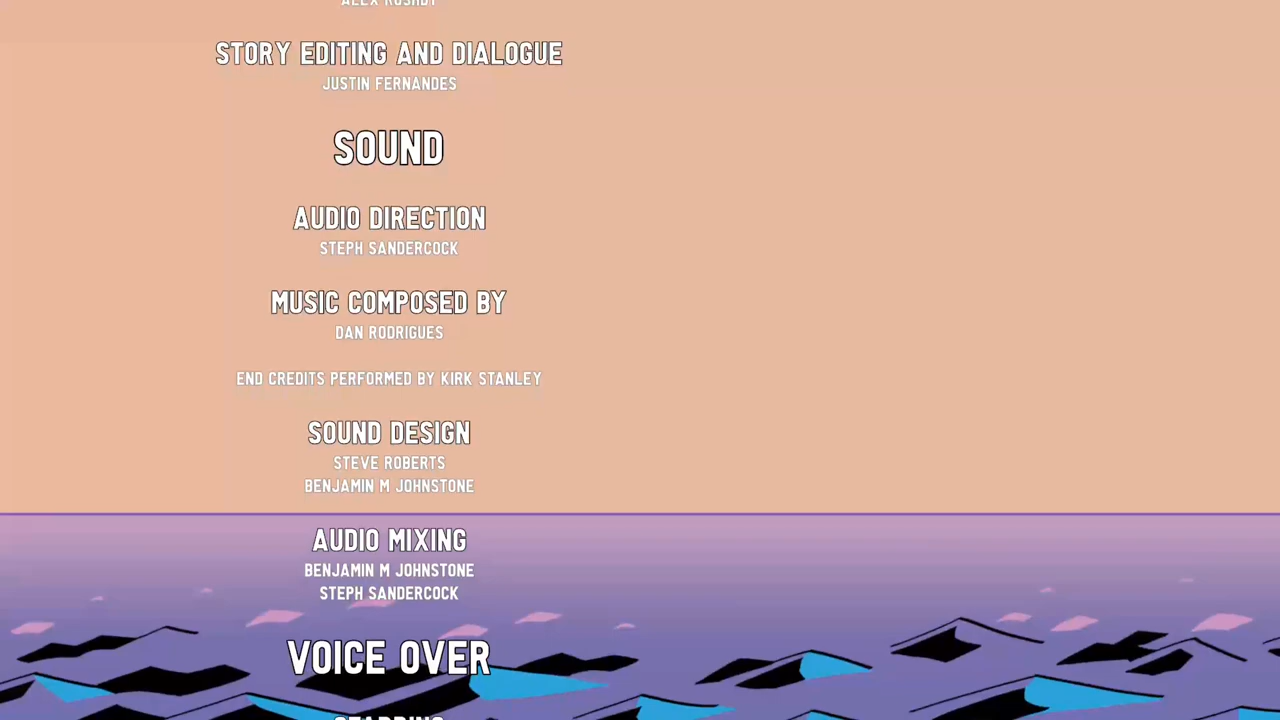 STORY EDITING AND DIALOGUE
JUSTIN FERNANDES
SOUND
AUDIO DIRECTION
STEPH SANDERCOCK
MUSIC COMPOSED BY
DAN RODRIGUES
END CREDITS PERFORMED BY KIRK STANLEY
SOUND DESIGN
STEVE ROBERTS
BENJAMIN M JOHNSTONE
AUDIO MIXING
BENJAMIN M JOHNSTONE
STEPH SANDERCOCK
VOICE OVER
STARRING